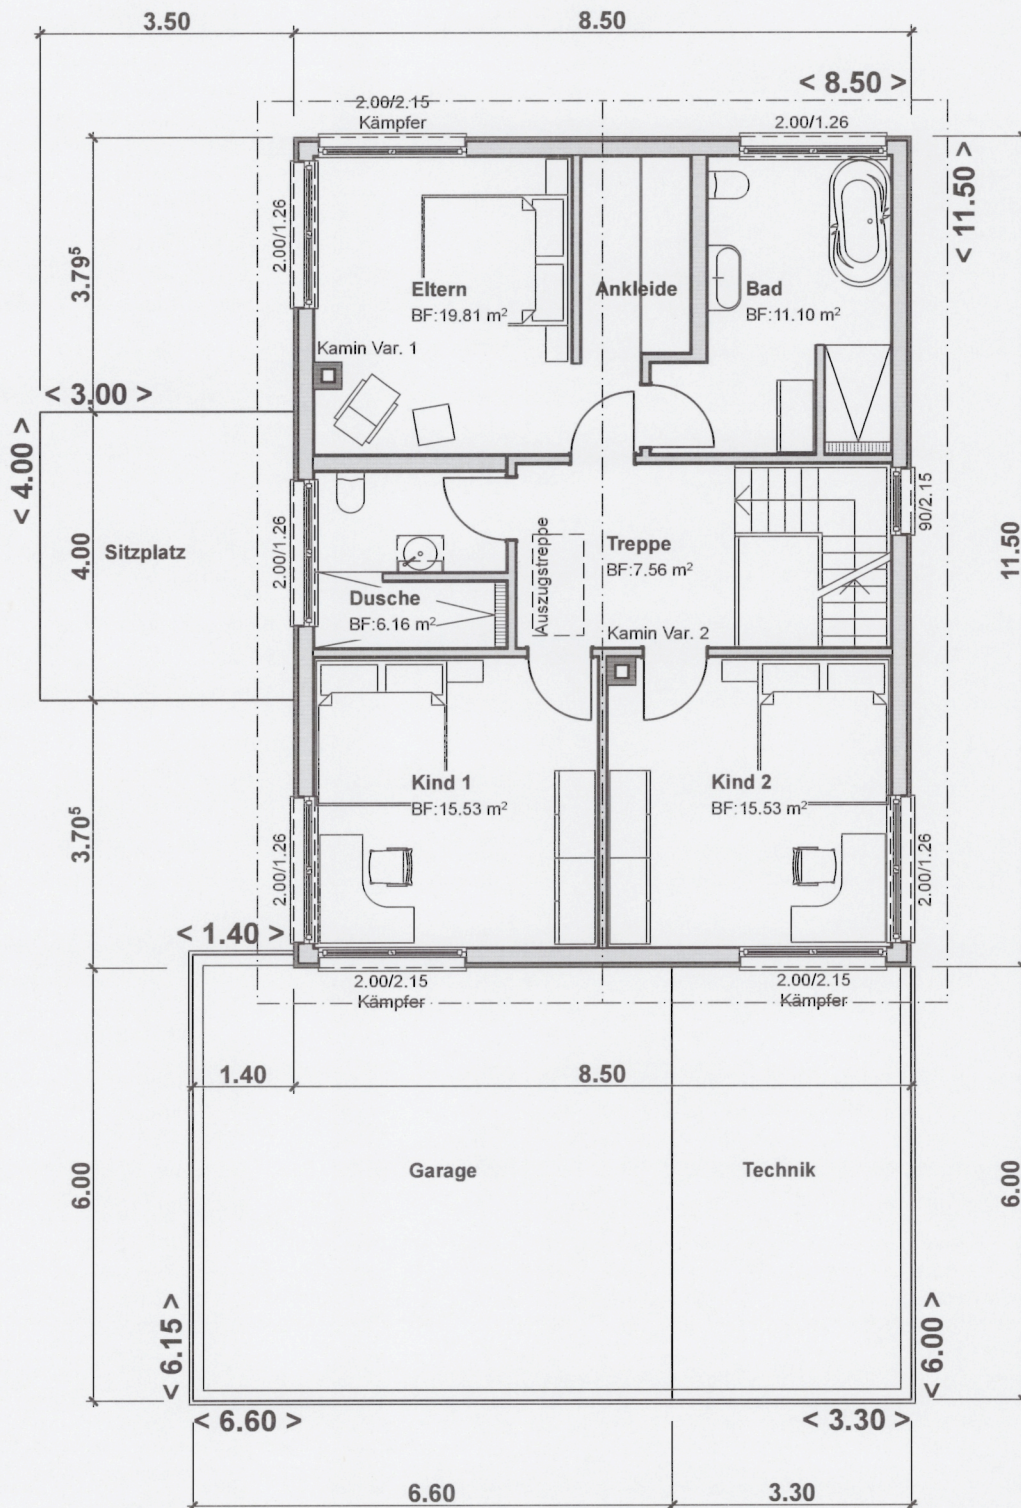 3.50
8.50
< 8.50 >
2.00/2.15
Kämpfer
2.00/1.26
< 11.50 >
2.00/1.26
3.79⁵
Eltern
BF:19.81 m²
Ankleide
Bad
BF:11.10 m²
Kamin Var. 1
< 3.00 >
< 4.00 >
4.00
Sitzplatz
2.00/1.26
90/2.15
11.50
Auszugstreppe
Treppe
BF:7.56 m²
Dusche
BF:6.16 m²
Kamin Var. 2
Kind 1
BF:15.53 m²
Kind 2
BF:15.53 m²
3.70⁵
2.00/1.26
2.00/1.26
< 1.40 >
2.00/2.15
Kämpfer
2.00/2.15
Kämpfer
1.40
8.50
Garage
Technik
6.00
6.00
< 6.15 >
< 6.00 >
< 6.60 >
< 3.30 >
6.60
3.30